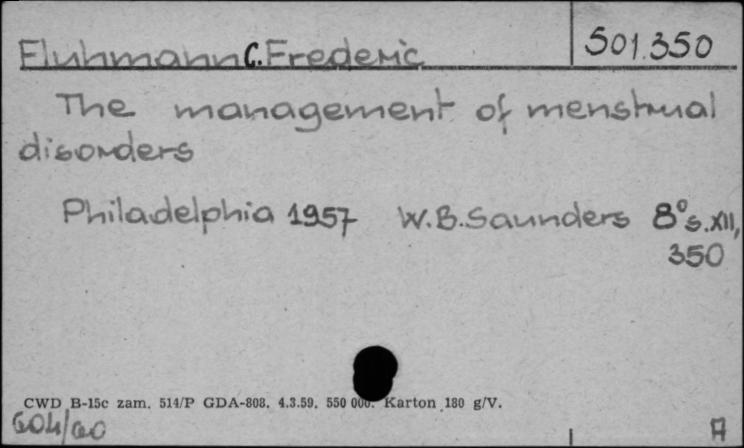 Fluhmann C. Frederic 501.350
The management of menstrual
disorders
Philadelphia 1957 W.B. Saunders 8° s. XII,
350
CWD B-15c zam. 514/P GDA-808. 4.3.59. 550 000. Karton 180 g/V.
604/60
A